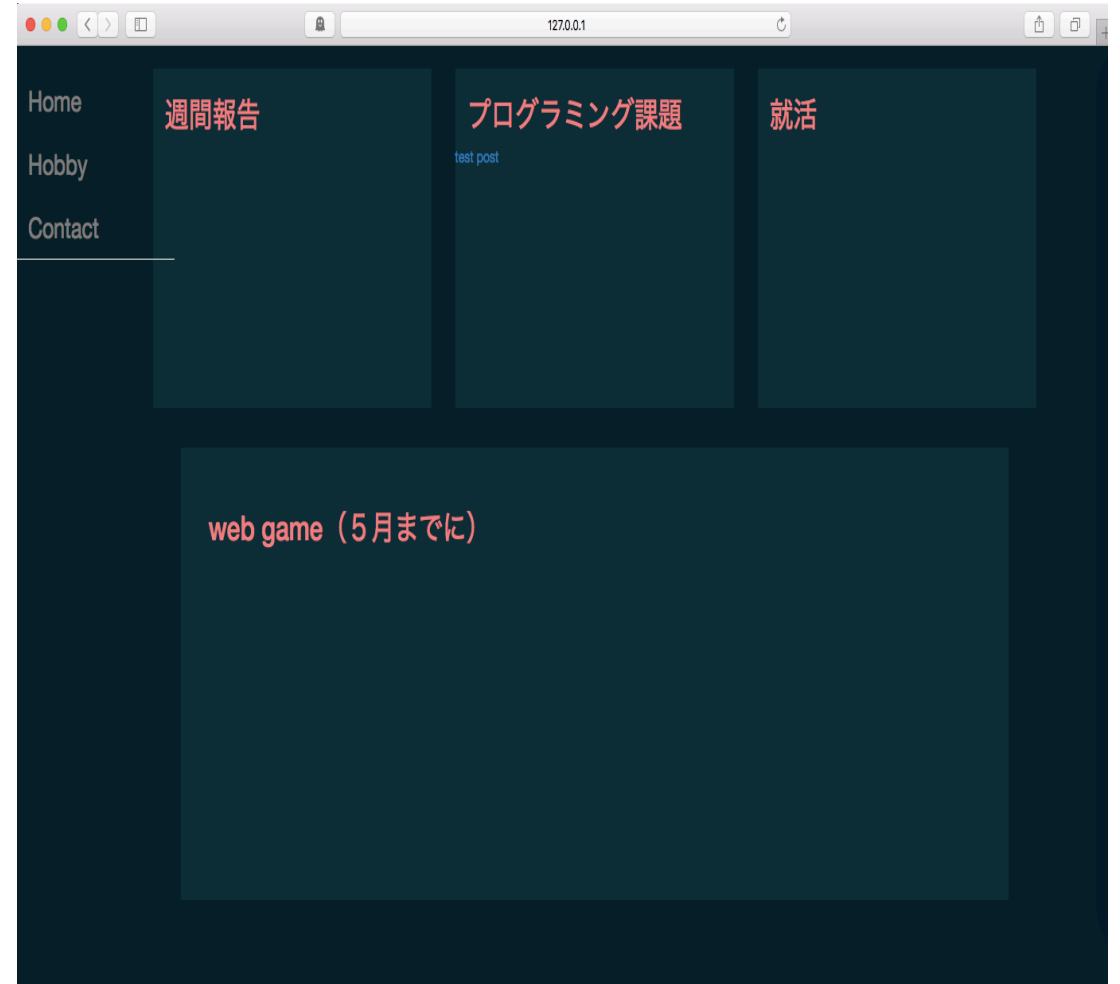 127.0.0.1
Home
Hobby
Contact
週間報告
プログラミング課題
test post
就活
web game（５月までに）